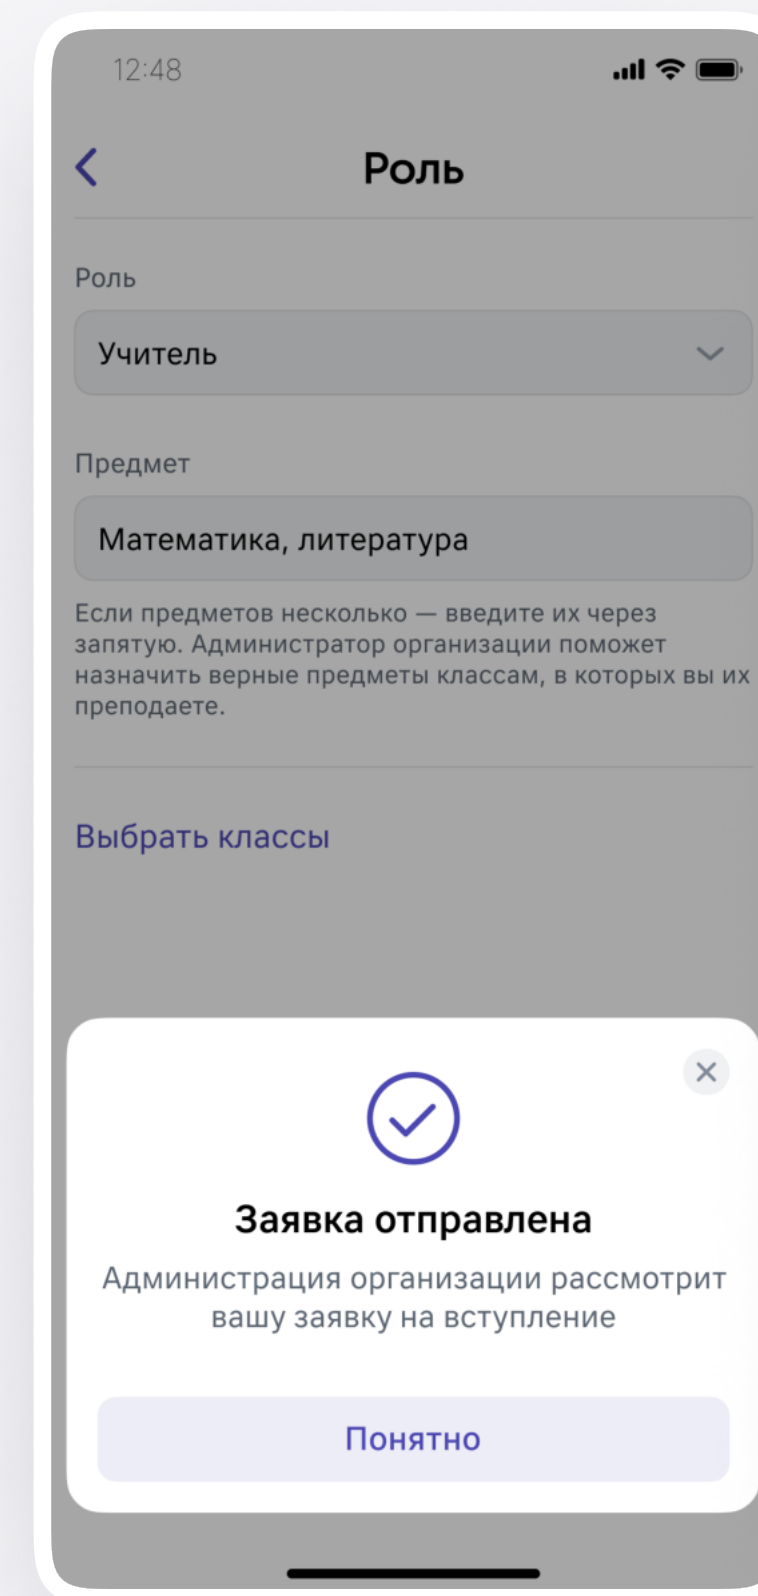 12:48
Роль
Роль
Учитель
Предмет
Математика, литература
Если предметов несколько — введите их через
запятую. Администратор организации поможет
назначить верные предметы классам, в которых вы их
преподаете.
Выбрать классы
Заявка отправлена
Администрация организации рассмотрит
вашу заявку на вступление
Понятно